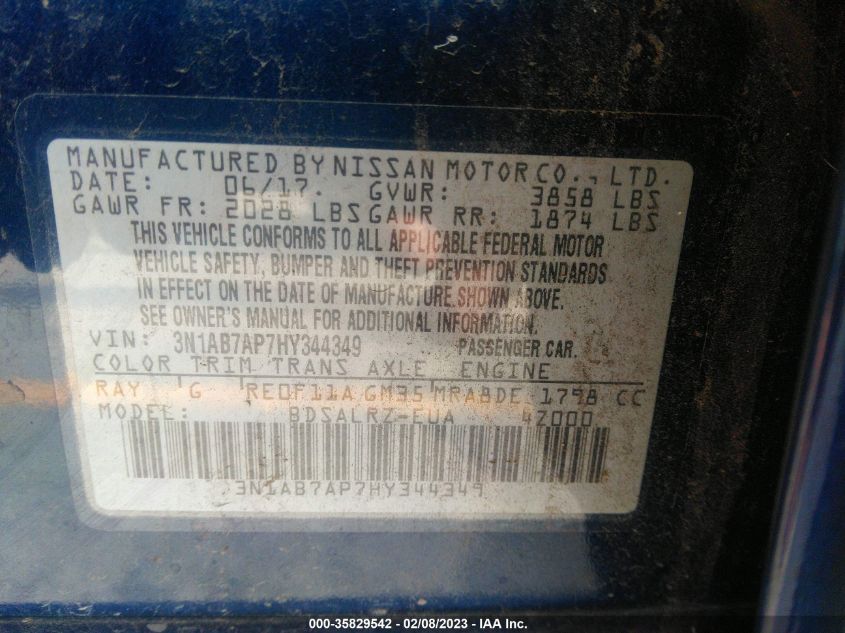 MANUFACTURED BY NISSAN MOTOR CO., LTD.
DATE: 06/17. GVWR: 3858 LBS
GAWR FR: 2028 LBS GAWR RR: 1874 LBS
THIS VEHICLE CONFORMS TO ALL APPLICABLE FEDERAL MOTOR
VEHICLE SAFETY, BUMPER AND THEFT PREVENTION STANDARDS
IN EFFECT ON THE DATE OF MANUFACTURE SHOWN ABOVE.
SEE OWNER'S MANUAL FOR ADDITIONAL INFORMATION.
VIN: 3N1AB7AP7HY344349 PASSENGER CAR
COLOR TRIM TRANS AXLE ENGINE
RAY G RE0F11A GM35 MRA8DE 1798 CC
MODEL: BDSALRZ-EUA 4Z000
3N1AB7AP7HY344349
000-35829542 - 02/08/2023 - IAA Inc.